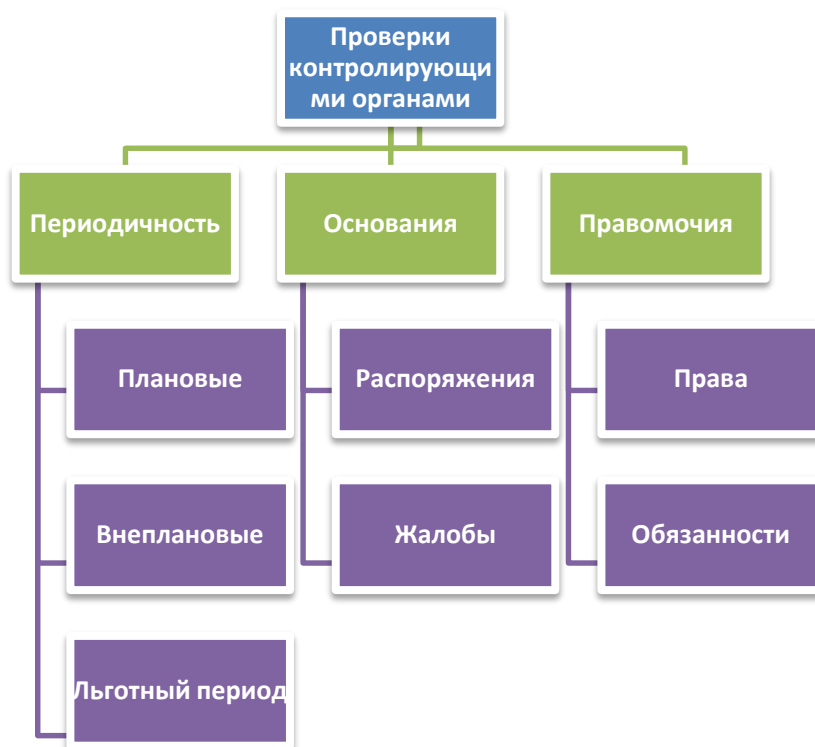 Проверки
контролирующи
ми органами
Периодичность
Основания
Правомочия
Плановые
Распоряжения
Права
Внеплановые
Жалобы
Обязанности
Льготный период